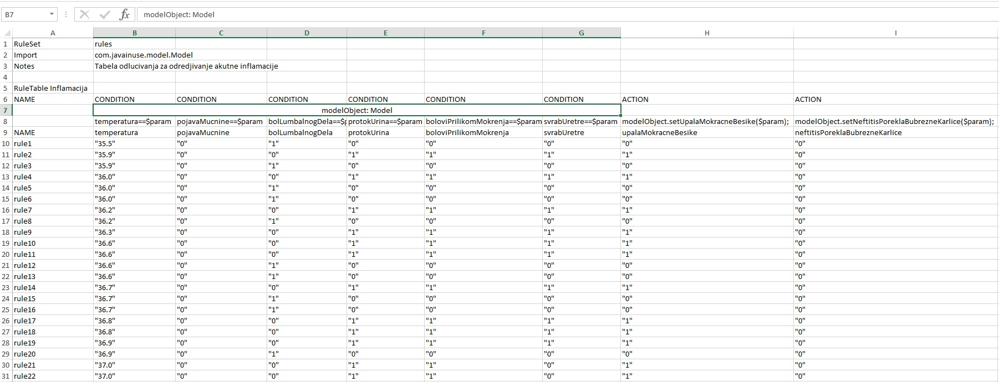 B7 fx modelObject: Model
A B C D E F G H I
1 RuleSet rules
2 Import com.javainuse.model.Model
3 Notes Tabela odlucivanja za odredjivanje akutne inflamacije
4
5 RuleTable Inflamacija
6 NAME CONDITION CONDITION CONDITION CONDITION CONDITION CONDITION ACTION ACTION
7 modelObject: Model
8 temperatura==$param pojavaMucnine==$param bolLumbalnogDela==$p protokUrina==$param boloviPrilikomMokrenja==$param svrabUretre==$param modelObject.setUpalaMokracneBesike($param); modelObject.setNeftitisPoreklaBubrezneKarlice($param);
9 NAME temperatura pojavaMucnine bolLumbalnogDela protokUrina boloviPrilikomMokrenja svrabUretre upalaMokracneBesike neftitisPoreklaBubrezneKarlice
10 rule1 "35.5" "0" "1" "0" "0" "0" "0" "0"
11 rule2 "35.9" "0" "0" "1" "1" "1" "1" "0"
12 rule3 "35.9" "0" "1" "0" "0" "0" "0" "0"
13 rule4 "36.0" "0" "0" "1" "1" "1" "1" "0"
14 rule5 "36.0" "0" "1" "0" "0" "0" "0" "0"
15 rule6 "36.0" "0" "1" "0" "0" "0" "0" "0"
16 rule7 "36.2" "0" "0" "1" "1" "1" "1" "0"
17 rule8 "36.2" "0" "1" "0" "0" "0" "0" "0"
18 rule9 "36.3" "0" "0" "1" "1" "1" "1" "0"
19 rule10 "36.6" "0" "0" "1" "1" "1" "1" "0"
20 rule11 "36.6" "0" "0" "1" "1" "1" "1" "0"
21 rule12 "36.6" "0" "1" "0" "0" "0" "0" "0"
22 rule13 "36.6" "0" "1" "0" "0" "0" "0" "0"
23 rule14 "36.7" "0" "0" "1" "1" "1" "1" "0"
24 rule15 "36.7" "0" "1" "0" "0" "0" "0" "0"
25 rule16 "36.7" "0" "1" "0" "0" "0" "0" "0"
26 rule17 "36.8" "0" "0" "1" "1" "1" "1" "0"
27 rule18 "36.8" "0" "0" "1" "1" "1" "1" "0"
28 rule19 "36.9" "0" "0" "1" "1" "1" "1" "0"
29 rule20 "36.9" "0" "1" "0" "0" "0" "0" "0"
30 rule21 "37.0" "0" "0" "1" "1" "0" "1" "0"
31 rule22 "37.0" "0" "0" "1" "1" "0" "1" "0"